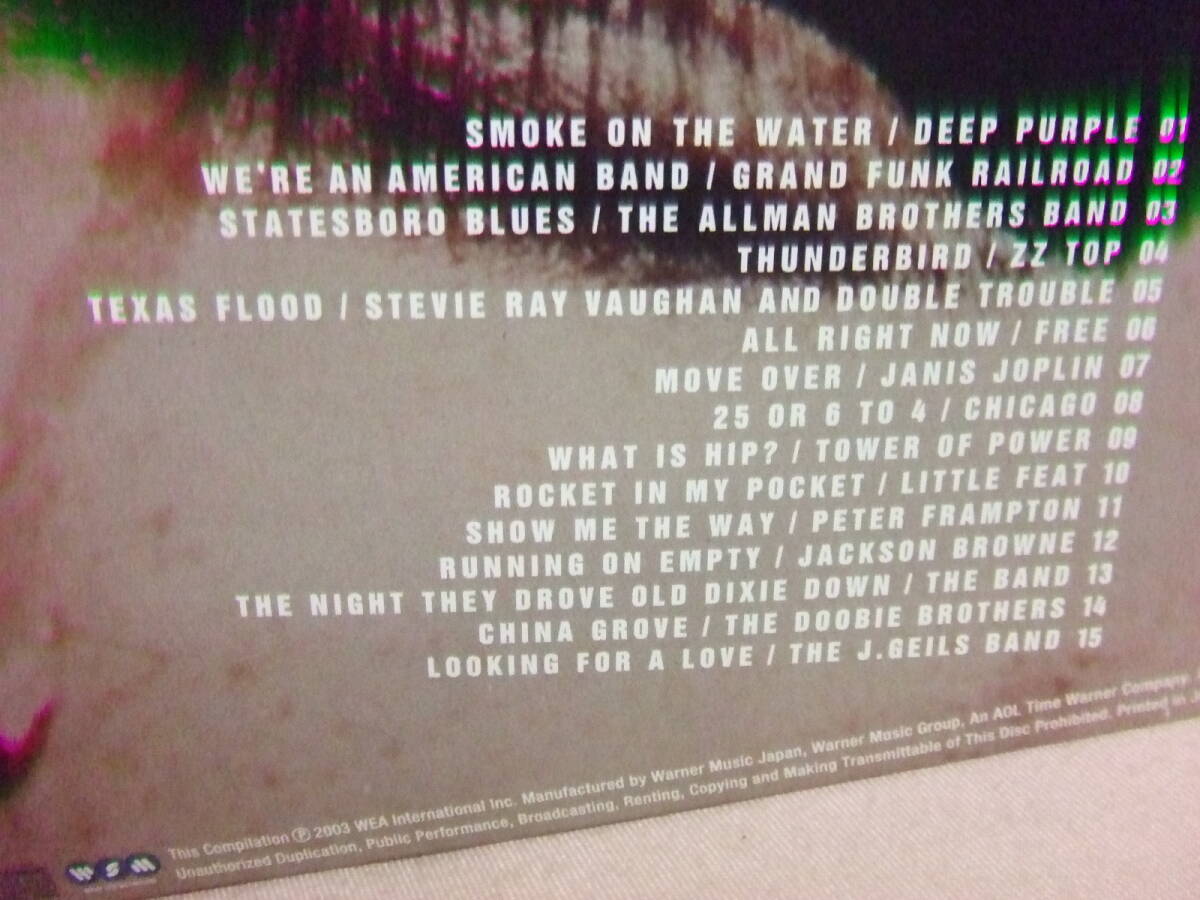 SMOKE ON THE WATER / DEEP PURPLE 01
WE'RE AN AMERICAN BAND / GRAND FUNK RAILROAD 02
STATESBORO BLUES / THE ALLMAN BROTHERS BAND 03
THUNDERBIRD / ZZ TOP 04
TEXAS FLOOD / STEVIE RAY VAUGHAN AND DOUBLE TROUBLE 05
ALL RIGHT NOW / FREE 06
MOVE OVER / JANIS JOPLIN 07
25 OR 6 TO 4 / CHICAGO 08
WHAT IS HIP? / TOWER OF POWER 09
ROCKET IN MY POCKET / LITTLE FEAT 10
SHOW ME THE WAY / PETER FRAMPTON 11
RUNNING ON EMPTY / JACKSON BROWNE 12
THE NIGHT THEY DROVE OLD DIXIE DOWN / THE BAND 13
CHINA GROVE / THE DOOBIE BROTHERS 14
LOOKING FOR A LOVE / THE J.GEILS BAND 15
This Compilation ℗ 2003 WEA International Inc. Manufactured by Warner Music Japan, Warner Music Group, An AOL Time Warner Company
Unauthorized Duplication, Public Performance, Broadcasting, Renting, Copying and Making Transmittable of This Disc Prohibited. Printed in
WSM